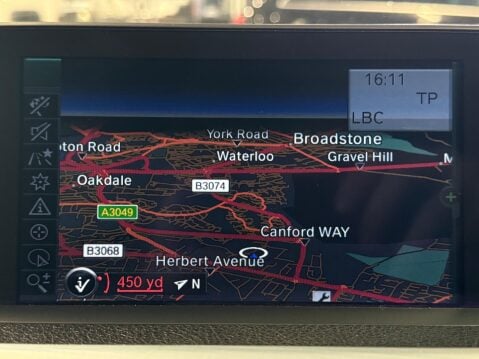 16:11
TP
LBC
York Road
Broadstone
pton Road
Waterloo
Gravel Hill
M
Oakdale
B3074
A3049
Canford WAY
B3068
Herbert Avenue
450 yd
N